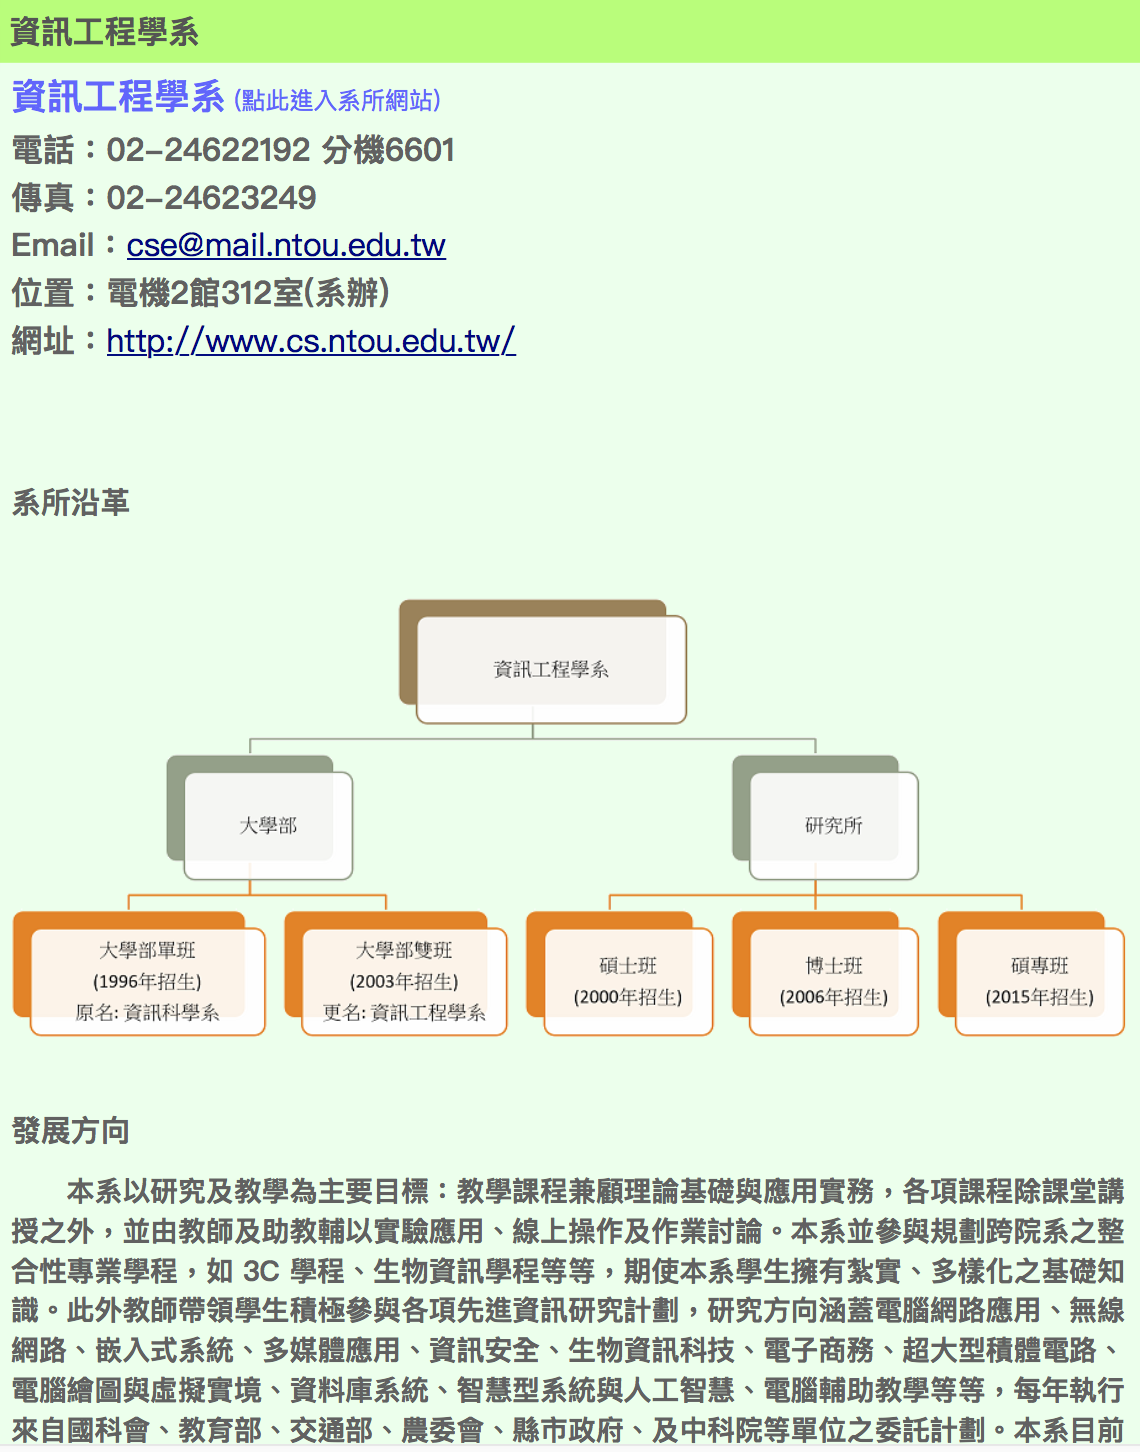 資訊工程學系
資訊工程學系 (點此進入系所網站)
電話：02-24622192 分機6601
傳真：02-24623249
Email：cse@mail.ntou.edu.tw
位置：電機2館312室(系辦)
網址：http://www.cs.ntou.edu.tw/
系所沿革
資訊工程學系
大學部
研究所
大學部單班
(1996年招生)
原名: 資訊科學系
大學部雙班
(2003年招生)
更名: 資訊工程學系
碩士班
(2000年招生)
博士班
(2006年招生)
碩專班
(2015年招生)
發展方向
本系以研究及教學為主要目標：教學課程兼顧理論基礎與應用實務，各項課程除課堂講
授之外，並由教師及助教輔以實驗應用、線上操作及作業討論。本系並參與規劃跨院系之整
合性專業學程，如 3C 學程、生物資訊學程等等，期使本系學生擁有紮實、多樣化之基礎知
識。此外教師帶領學生積極參與各項先進資訊研究計劃，研究方向涵蓋電腦網路應用、無線
網路、嵌入式系統、多媒體應用、資訊安全、生物資訊科技、電子商務、超大型積體電路、
電腦繪圖與虛擬實境、資料庫系統、智慧型系統與人工智慧、電腦輔助教學等等，每年執行
來自國科會、教育部、交通部、農委會、縣市政府、及中科院等單位之委託計劃。本系目前